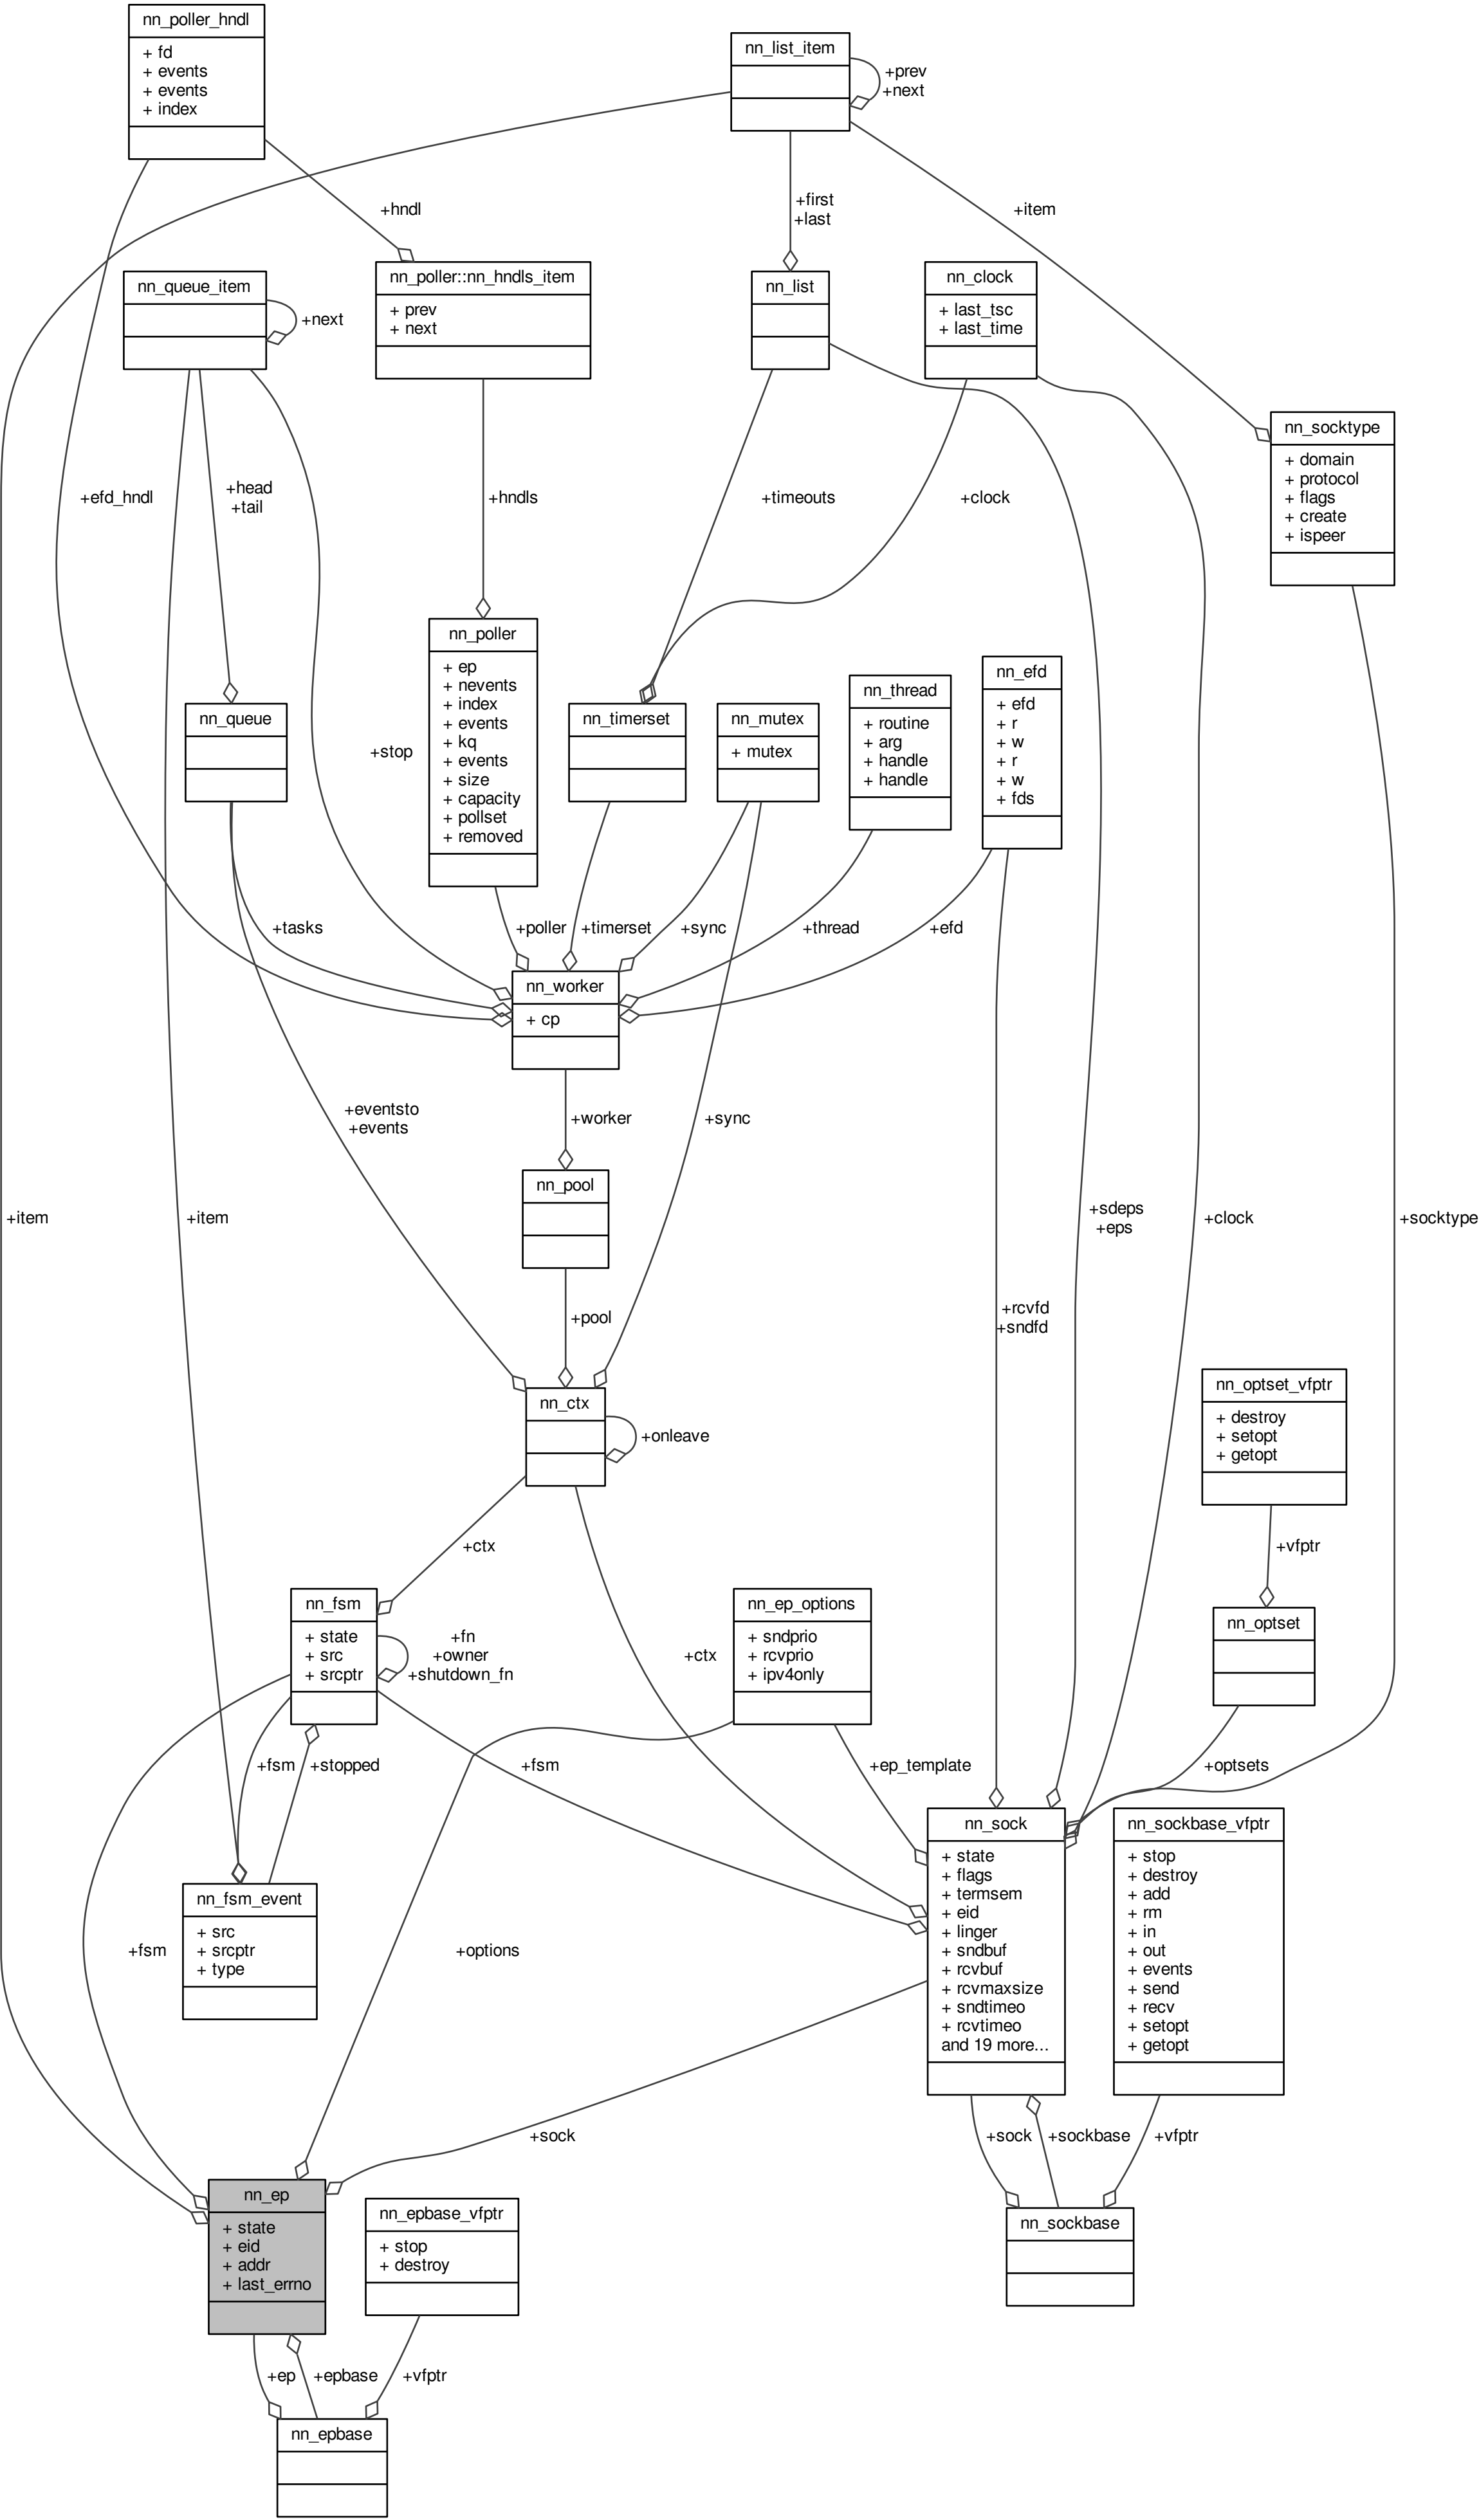 nn_poller_hndl
+ fd
+ events
+ events
+ index
nn_list_item
+prev
+next
+hndl
+first
+last
+item
nn_queue_item
+next
nn_poller::nn_hndls_item
+ prev
+ next
nn_list
nn_clock
+ last_tsc
+ last_time
nn_socktype
+ domain
+ protocol
+ flags
+ create
+ ispeer
+efd_hndl
+head
+tail
+hndls
+timeouts
+clock
nn_queue
+stop
nn_poller
+ ep
+ nevents
+ index
+ events
+ kq
+ events
+ size
+ capacity
+ pollset
+ removed
nn_timerset
nn_mutex
+ mutex
nn_thread
+ routine
+ arg
+ handle
+ handle
nn_efd
+ efd
+ r
+ w
+ r
+ w
+ fds
+tasks
+poller
+timerset
+sync
+thread
+efd
nn_worker
+ cp
+eventsto
+events
+worker
+sync
nn_pool
+item
+item
+sdeps
+eps
+clock
+socktype
+pool
+rcvfd
+sndfd
nn_ctx
+onleave
nn_optset_vfptr
+ destroy
+ setopt
+ getopt
+ctx
+vfptr
nn_fsm
+ state
+ src
+ srcptr
+fn
+owner
+shutdown_fn
+ctx
nn_ep_options
+ sndprio
+ rcvprio
+ ipv4only
nn_optset
+fsm
+stopped
+fsm
+ep_template
+optsets
nn_fsm_event
+ src
+ srcptr
+ type
+fsm
+options
nn_sock
+ state
+ flags
+ termsem
+ eid
+ linger
+ sndbuf
+ rcvbuf
+ rcvmaxsize
+ sndtimeo
+ rcvtimeo
and 19 more...
nn_sockbase_vfptr
+ stop
+ destroy
+ add
+ rm
+ in
+ out
+ events
+ send
+ recv
+ setopt
+ getopt
+sock
+sock
+sockbase
+vfptr
nn_ep
+ state
+ eid
+ addr
+ last_errno
nn_epbase_vfptr
+ stop
+ destroy
nn_sockbase
+ep
+epbase
+vfptr
nn_epbase